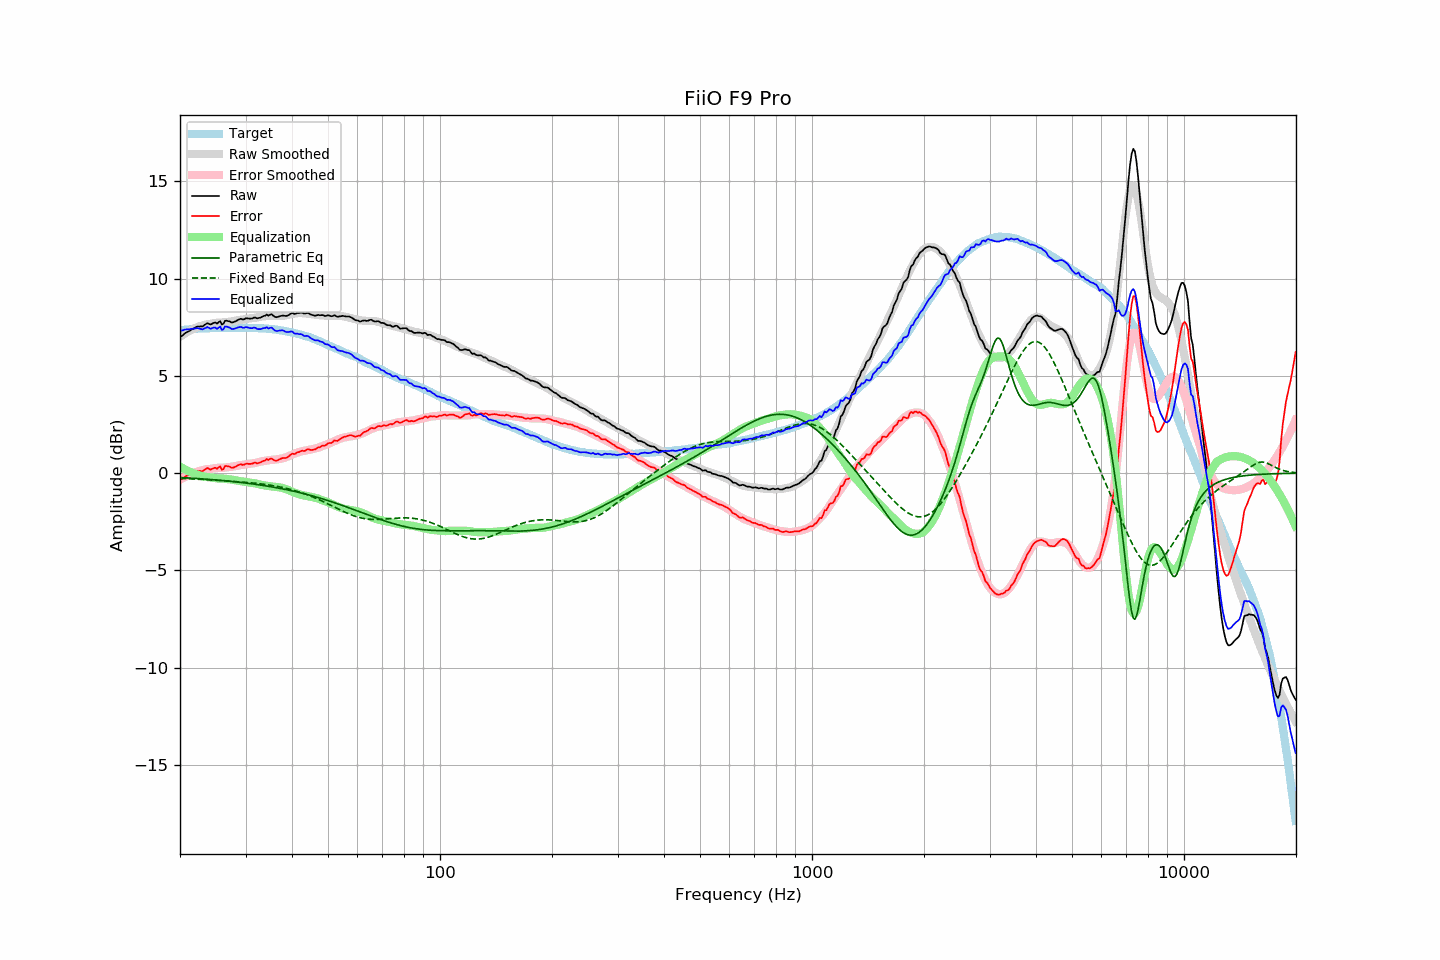 FiiO F9 Pro
Target
Raw Smoothed
Error Smoothed
Raw
Error
Equalization
Parametric Eq
Fixed Band Eq
Equalized
15
10
5
0
−5
−10
−15
Amplitude (dBr)
100 1000 10000
Frequency (Hz)